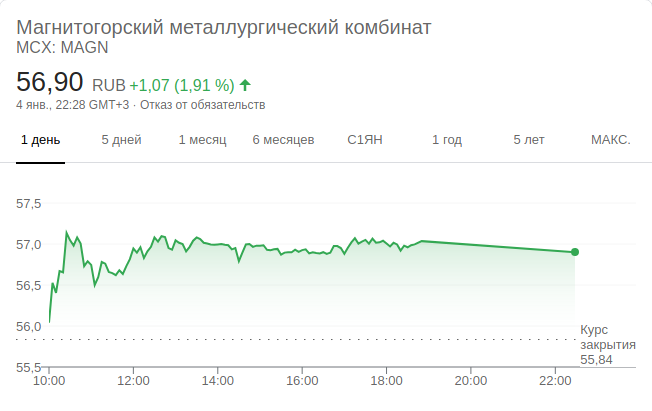 Магнитогорский металлургический комбинат
MCX: MAGN
56,90 RUB +1,07 (1,91 %)
4 янв., 22:28 GMT+3 · Отказ от обязательств
1 день 5 дней 1 месяц 6 месяцев С1ЯН 1 год 5 лет МАКС.
57,5
57,0
56,5
56,0
Курс
закрытия
55,84
55,5
10:00 12:00 14:00 16:00 18:00 20:00 22:00